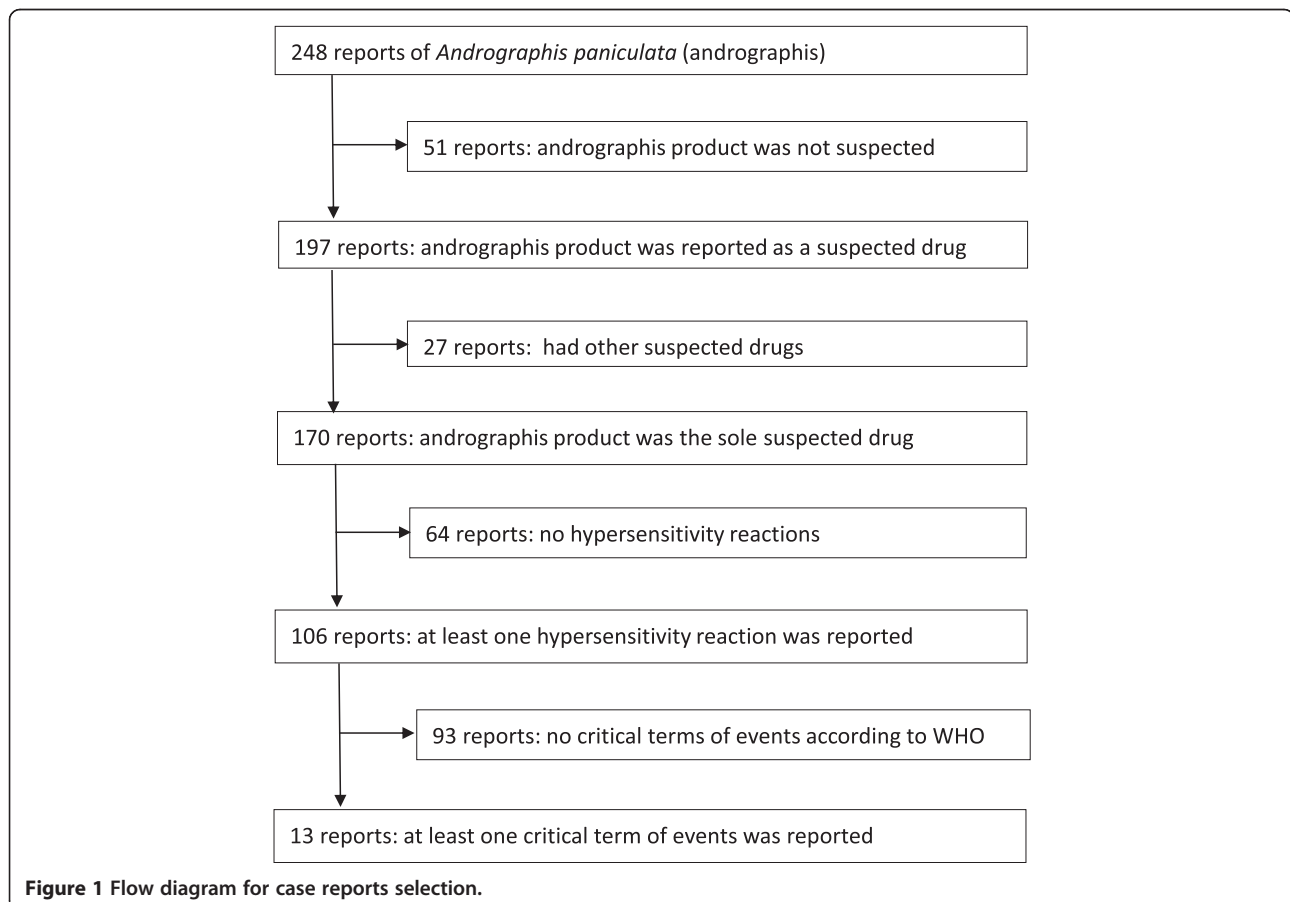 248 reports of Andrographis paniculata (andrographis)
51 reports: andrographis product was not suspected
197 reports: andrographis product was reported as a suspected drug
27 reports: had other suspected drugs
170 reports: andrographis product was the sole suspected drug
64 reports: no hypersensitivity reactions
106 reports: at least one hypersensitivity reaction was reported
93 reports: no critical terms of events according to WHO
13 reports: at least one critical term of events was reported
Figure 1 Flow diagram for case reports selection.